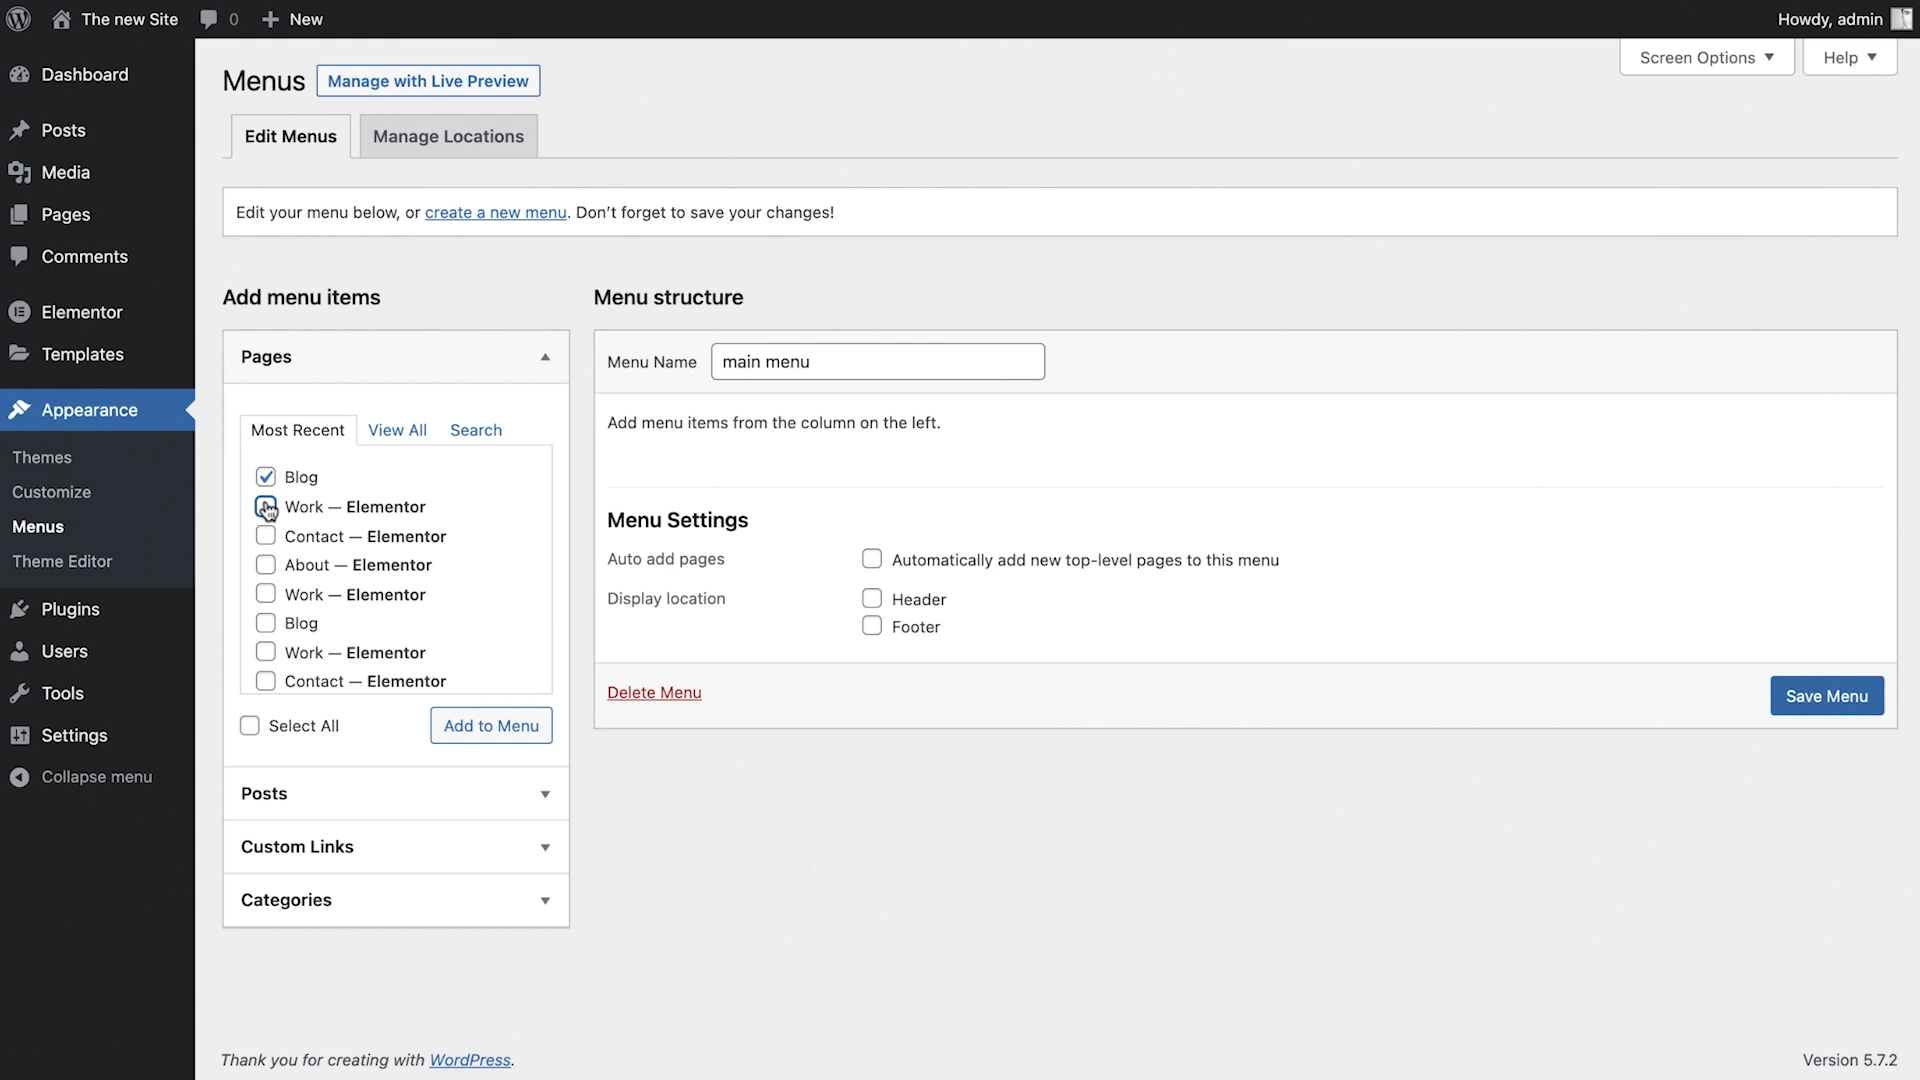 The new Site
0
New
Howdy, admin
Dashboard
Posts
Media
Pages
Comments
Elementor
Templates
Appearance
Themes
Customize
Menus
Theme Editor
Plugins
Users
Tools
Settings
Collapse menu
Screen Options
Help
Menus
Manage with Live Preview
Edit Menus
Manage Locations
Edit your menu below, or create a new menu. Don't forget to save your changes!
Add menu items
Pages
Most Recent
View All
Search
Blog
Work — Elementor
Contact — Elementor
About — Elementor
Work — Elementor
Blog
Work — Elementor
Contact — Elementor
Select All
Add to Menu
Posts
Custom Links
Categories
Menu structure
Menu Name
main menu
Add menu items from the column on the left.
Menu Settings
Auto add pages
Automatically add new top-level pages to this menu
Display location
Header
Footer
Delete Menu
Save Menu
Thank you for creating with WordPress.
Version 5.7.2